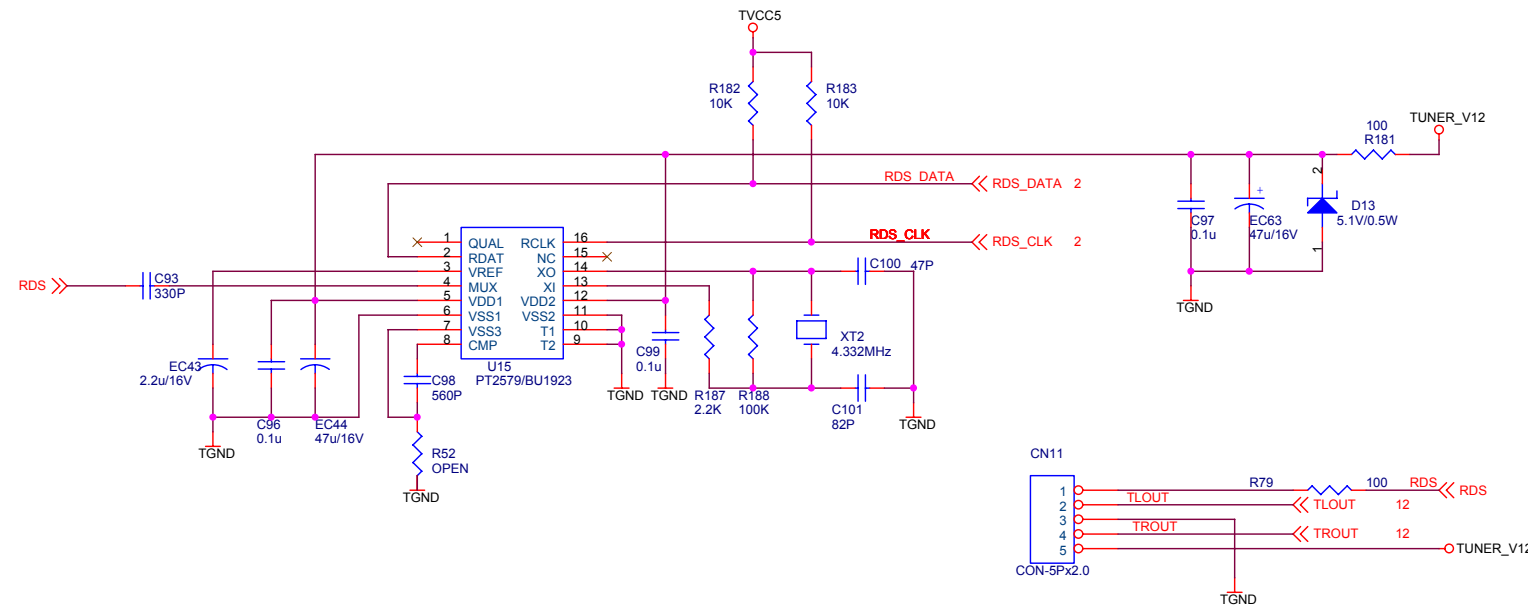 TVCC5
R182
10K
R183
10K
TUNER_V12
100
R181
RDS_DATA
RDS_DATA 2
RDS_CLK
RDS_CLK 2
2
C97
0.1u
+
EC63
47u/16V
D13
5.1V/0.5W
1
TGND
RDS
C93
330P
1 QUAL RCLK 16
2 RDAT NC 15
3 VREF XO 14
4 MUX XI 13
5 VDD1 VDD2 12
6 VSS1 VSS2 11
7 VSS3 T1 10
8 CMP T2 9
U15
PT2579/BU1923
C100 47P
XT2
4.332MHz
EC43
2.2u/16V
C96
0.1u
EC44
47u/16V
TGND
C98
560P
R52
OPEN
TGND
C99
0.1u
TGND
TGND
R187
2.2K
R188
100K
C101
82P
TGND
CN11
1
2
3
4
5
CON-5Px2.0
R79 100
RDS
RDS
TLOUT
TLOUT 12
TROUT
TROUT 12
TUNER_V12
TGND